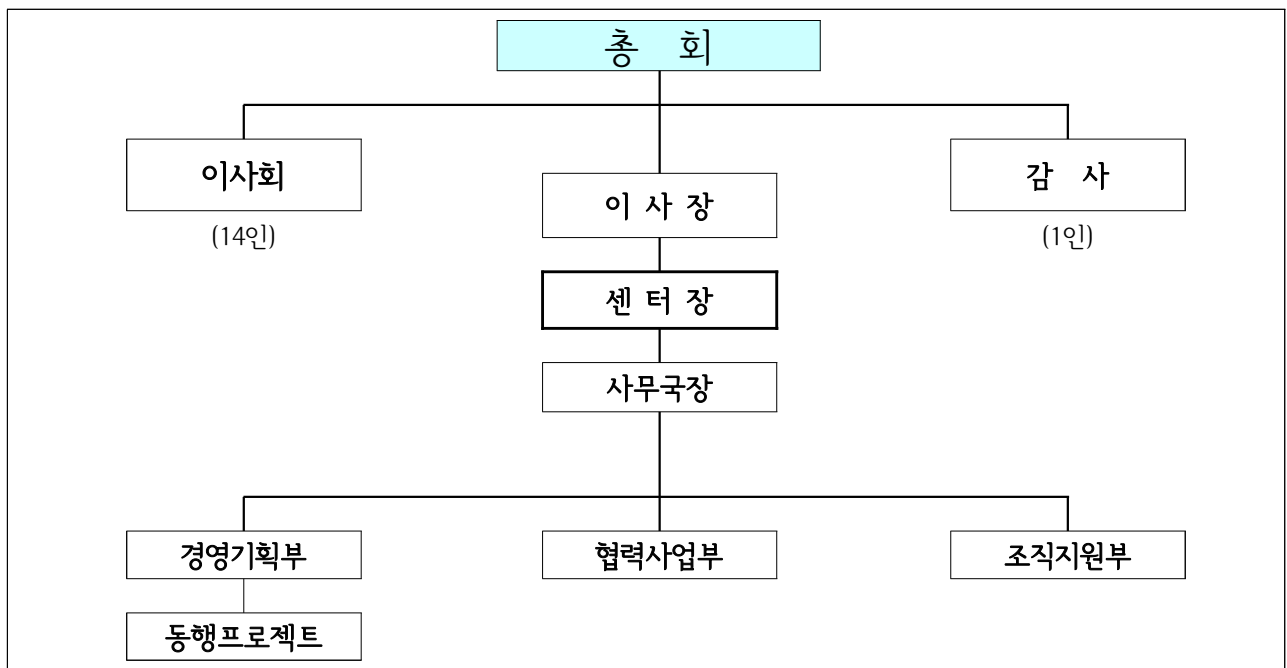 총 회
이사회
이 사 장
감 사
(14인)
(1인)
센 터 장
사무국장
경영기획부
협력사업부
조직지원부
동행프로젝트